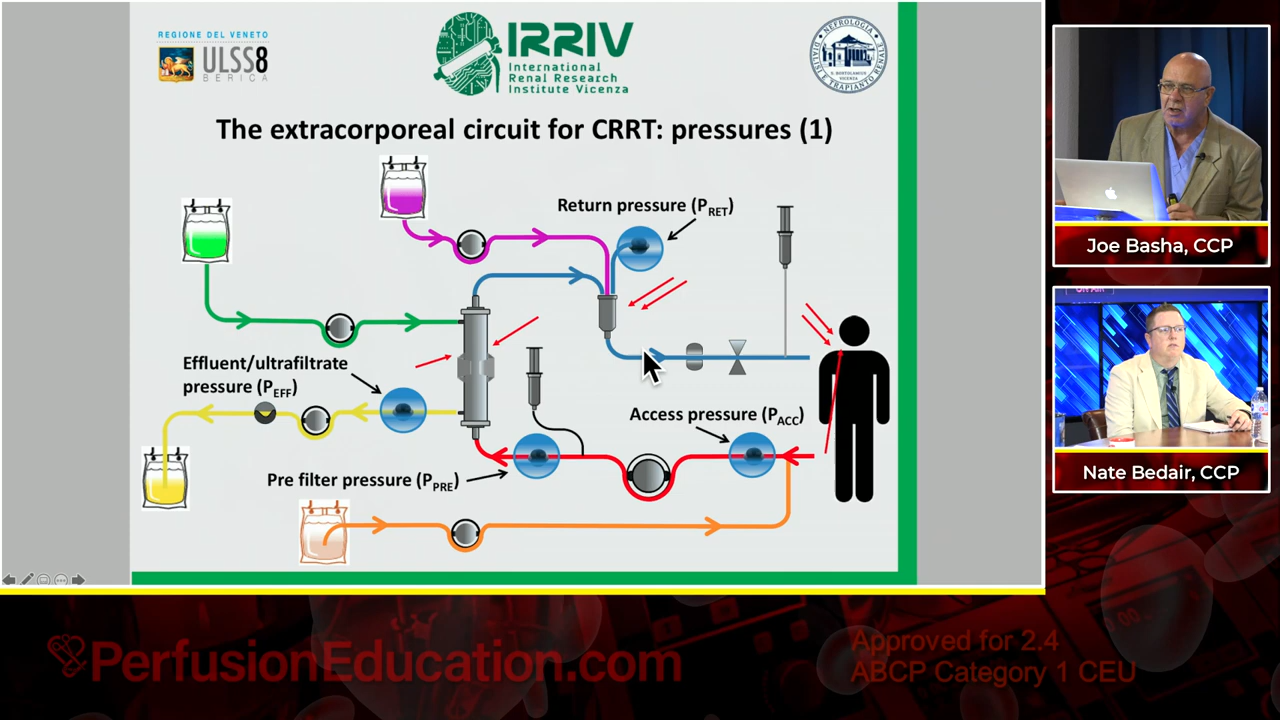 REGIONE DEL VENETO
ULSS8
BERICA
IRRIV
International
Renal Research
Institute Vicenza
The extracorporeal circuit for CRRT: pressures (1)
Return pressure (PRET)
Effluent/ultrafiltrate
pressure (PEFF)
Access pressure (PACC)
Pre filter pressure (PPRE)
Joe Basha, CCP
ON AIR
Nate Bedair, CCP
PerfusionEducation.com
Approved for 2.4
ABCP Category 1 CEU